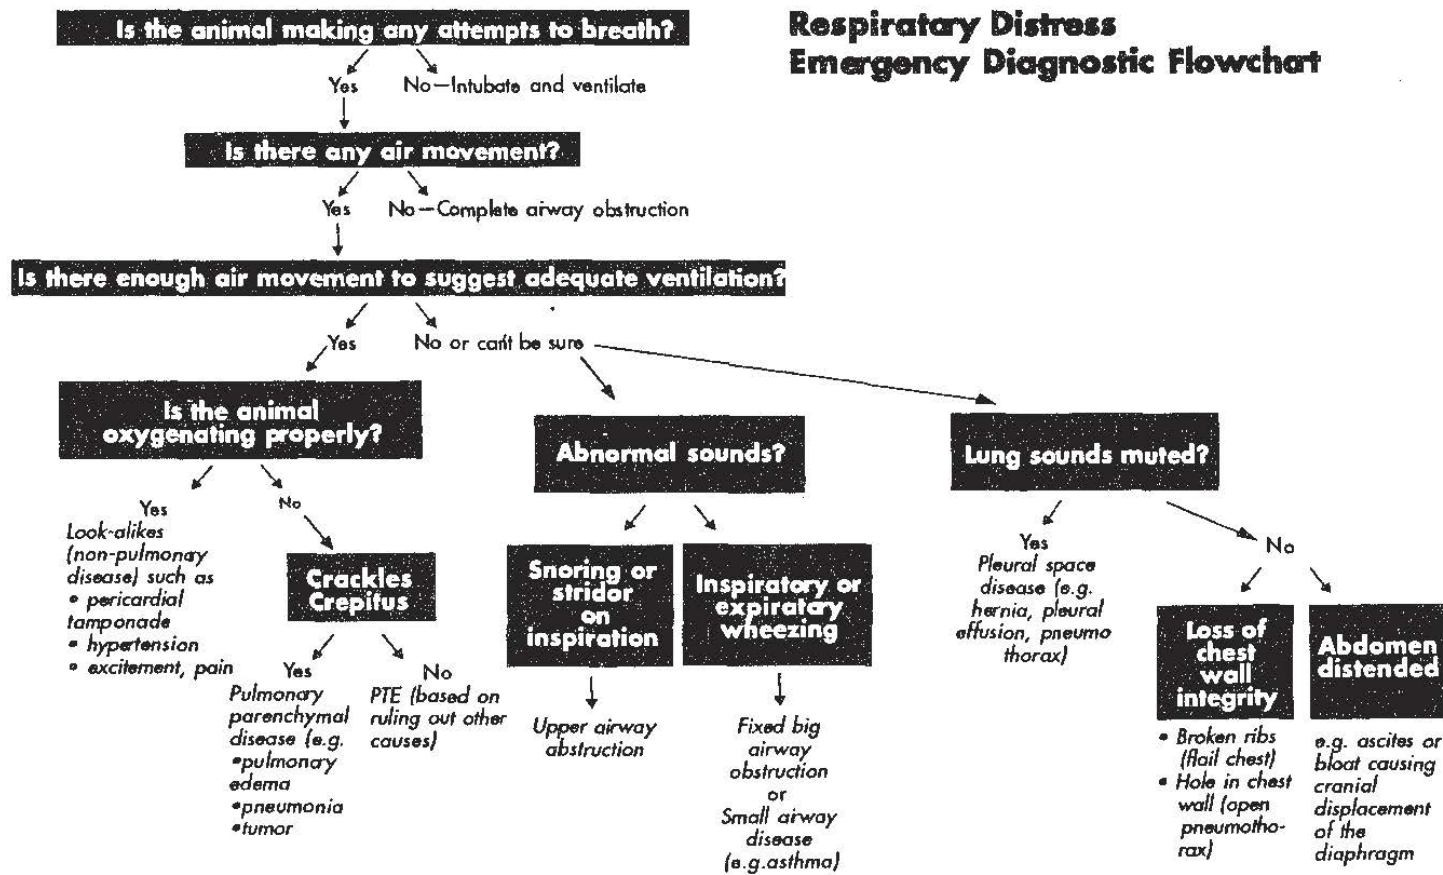 Respiratory Distress
Emergency Diagnostic Flowchart
Is the animal making any attempts to breath?
Yes
No—Intubate and ventilate
Is there any air movement?
Yes
No—Complete airway obstruction
Is there enough air movement to suggest adequate ventilation?
Yes
No or can't be sure
Is the animal
oxygenating properly?
Yes
Look-alikes
(non-pulmonary
disease) such as
• pericardial
tamponade
• hypertension
• excitement, pain
No
Crackles
Crepifus
Yes
Pulmonary
parenchymal
disease (e.g.
•pulmonary
edema
•pneumonia
•tumor
No
PTE (based on
ruling out other
causes)
Abnormal sounds?
Snoring or
stridor
on
inspiration
Upper airway
abstruction
Inspiratory or
expiratory
wheezing
Fixed big
airway
obstruction
or
Small airway
disease
(e.g.asthma)
Lung sounds muted?
Yes
Pleural space
disease (e.g.
hernia, pleural
effusion, pneumo
thorax)
No
Loss of
chest
wall
integrity
• Broken ribs
(flail chest)
• Hole in chest
wall (open
pneumotho-
rax)
Abdomen
distended
e.g. ascites or
bloat causing
cranial
displacement
of the
diaphragm